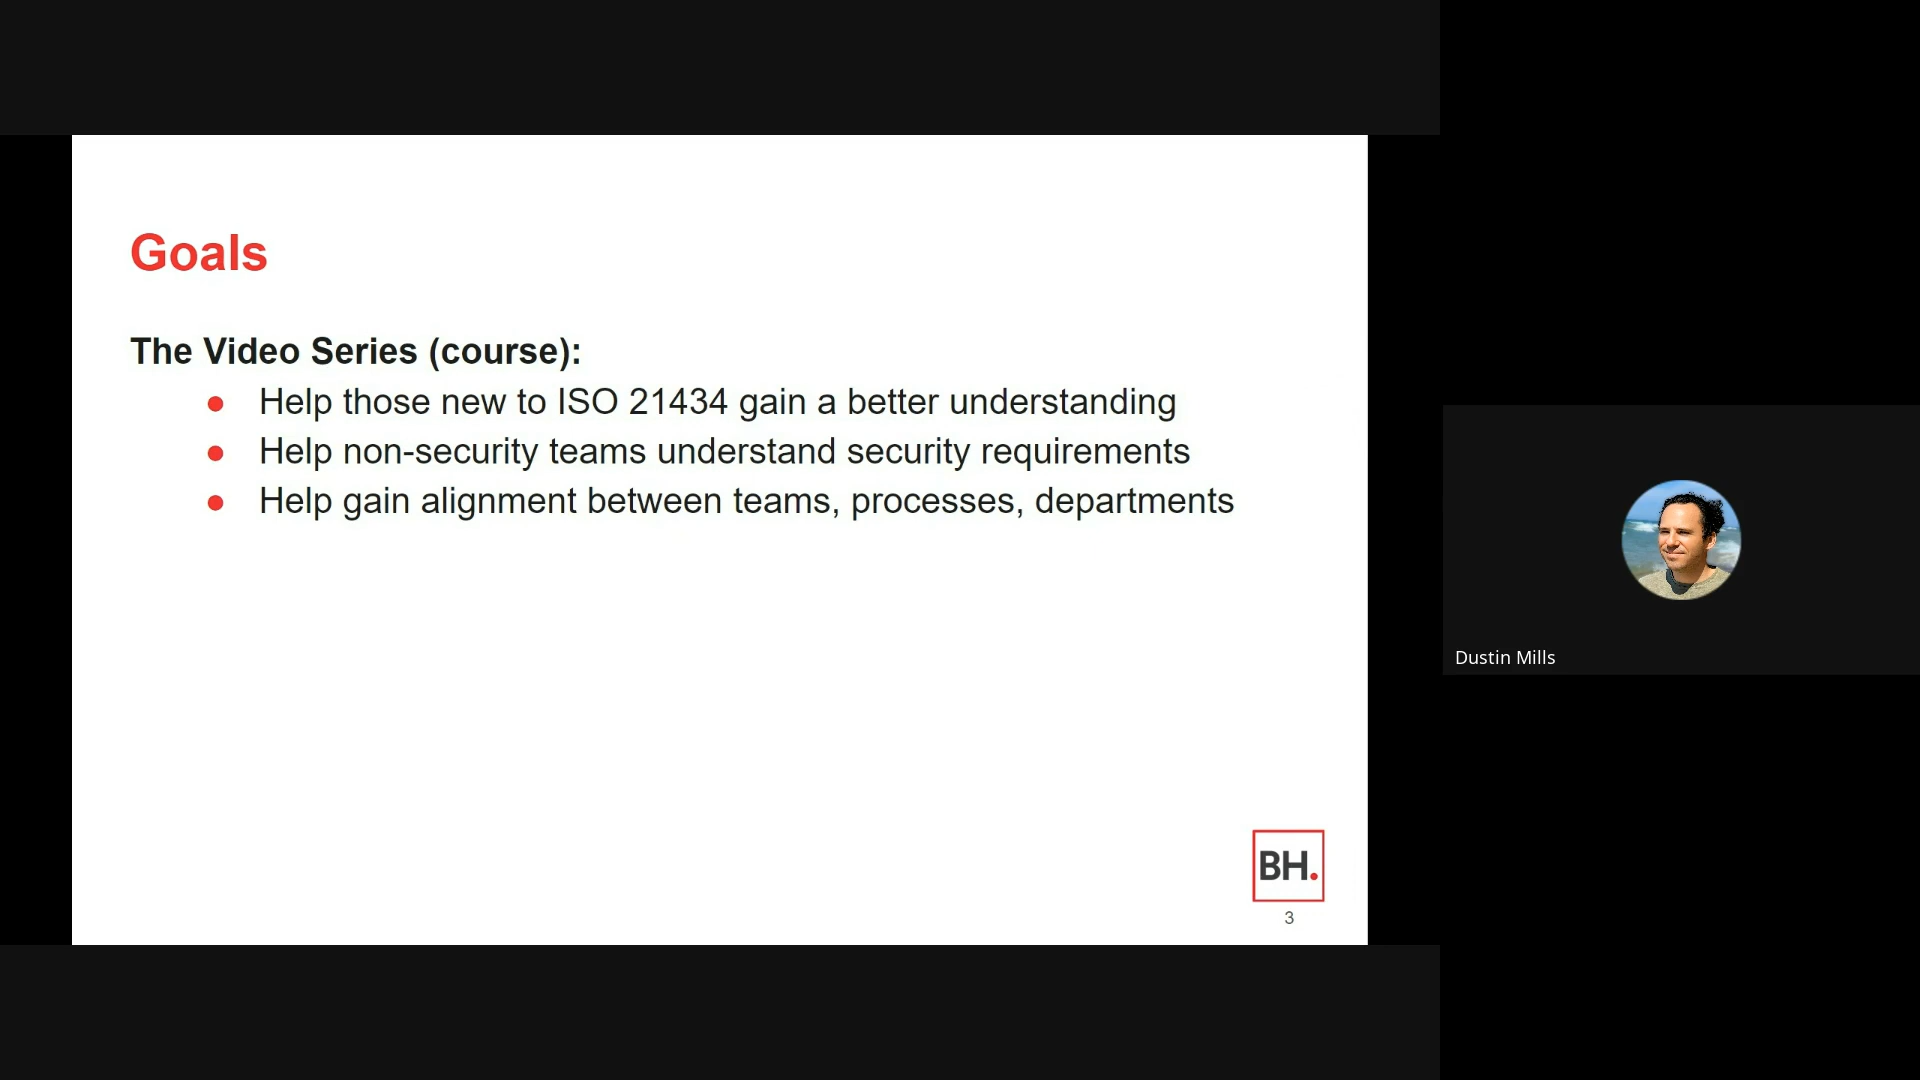 Goals
The Video Series (course):
● Help those new to ISO 21434 gain a better understanding
● Help non-security teams understand security requirements
● Help gain alignment between teams, processes, departments
BH.
3
Dustin Mills